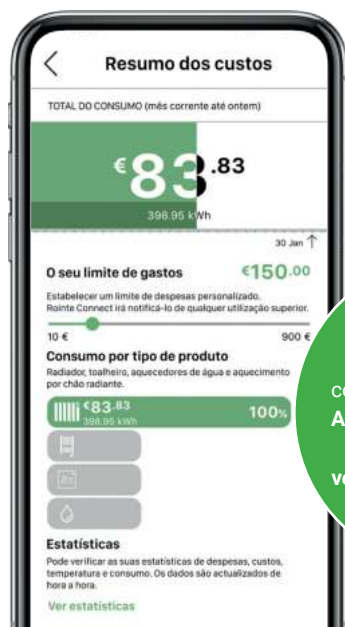 Resumo dos custos
TOTAL DO CONSUMO (mês corrente até ontem)
€83.83
398.95 kWh
30 Jan ↑
O seu limite de gastos €150.00
Estabelecer um limite de despesas personalizado.
Rointe Connect irá notificá-lo de qualquer utilização superior.
10 € 900 €
Consumo por tipo de produto
Radiador, toalheiro, aquecedores de água e aquecimento
por chão radiante.
€83.83 100%
398.95 kWh
Estatísticas
Pode verificar as suas estatísticas de despesas, custos,
temperatura e consumo. Os dados são actualizados de
hora a hora.
Ver estatísticas